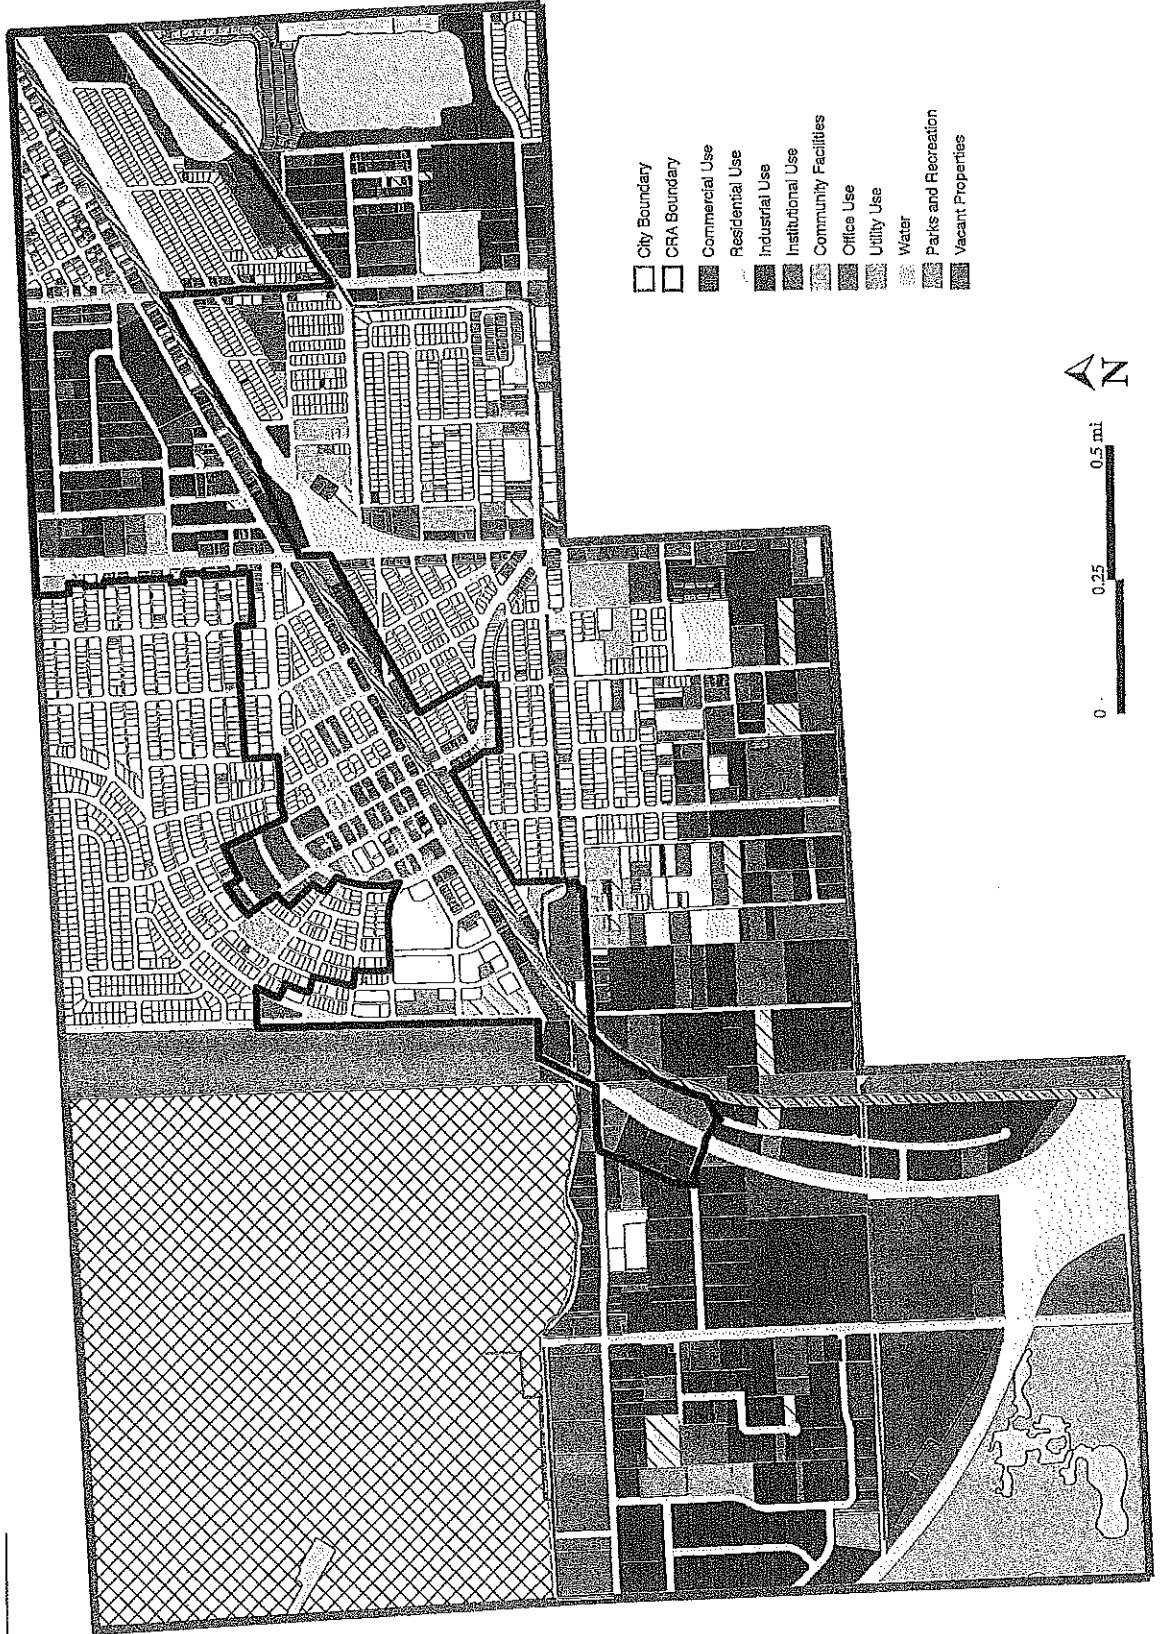 City Boundary
CRA Boundary
Commercial Use
Residential Use
Industrial Use
Institutional Use
Community Facilities
Office Use
Utility Use
Water
Parks and Recreation
Vacant Properties
N
0 0.25 0.5 mi